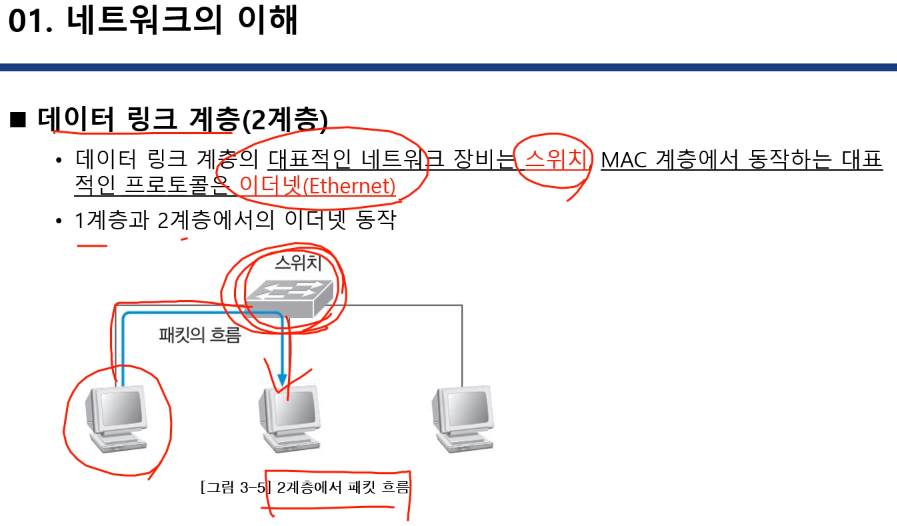 01. 네트워크의 이해
■ 데이터 링크 계층(2계층)
• 데이터 링크 계층의 대표적인 네트워크 장비는 스위치, MAC 계층에서 동작하는 대표
적인 프로토콜은 이더넷(Ethernet)
• 1계층과 2계층에서의 이더넷 동작
스위치
패킷의 흐름
[그림 3-5] 2계층에서 패킷 흐름